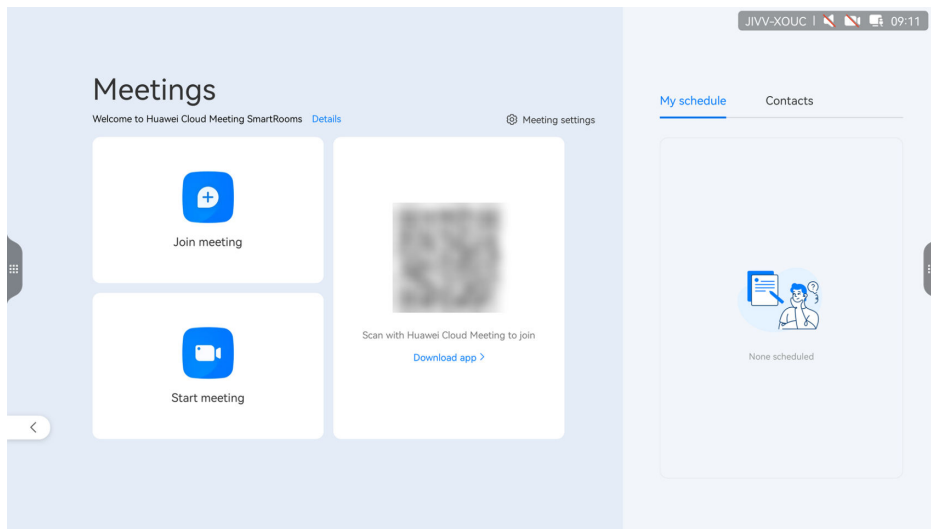 JIVV-XOUC | 09:11
Meetings
Welcome to Huawei Cloud Meeting SmartRooms Details
Meeting settings
Join meeting
Start meeting
Scan with Huawei Cloud Meeting to join
Download app >
My schedule Contacts
None scheduled